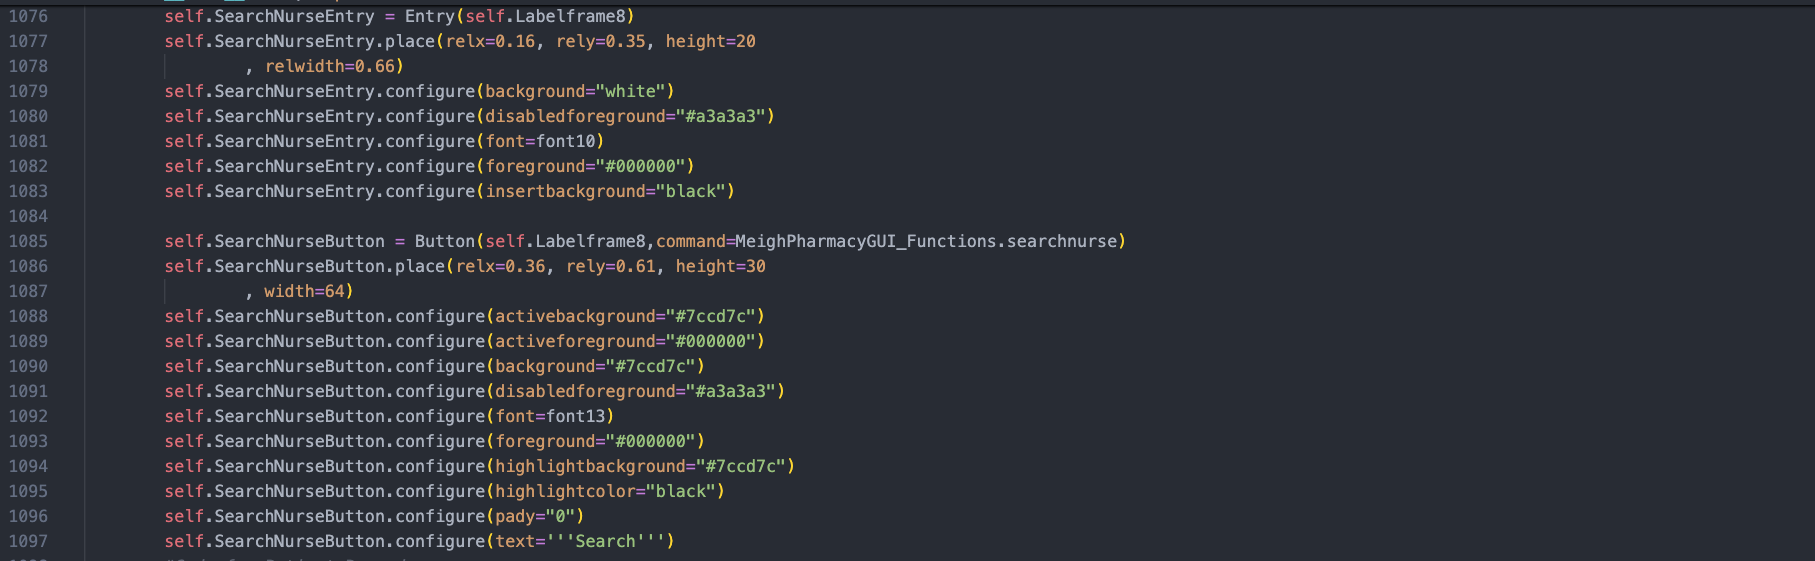 1076 self.SearchNurseEntry = Entry(self.Labelframe8)
1077 self.SearchNurseEntry.place(relx=0.16, rely=0.35, height=20
1078 , relwidth=0.66)
1079 self.SearchNurseEntry.configure(background="white")
1080 self.SearchNurseEntry.configure(disabledforeground="#a3a3a3")
1081 self.SearchNurseEntry.configure(font=font10)
1082 self.SearchNurseEntry.configure(foreground="#000000")
1083 self.SearchNurseEntry.configure(insertbackground="black")
1084
1085 self.SearchNurseButton = Button(self.Labelframe8,command=MeighPharmacyGUI_Functions.searchnurse)
1086 self.SearchNurseButton.place(relx=0.36, rely=0.61, height=30
1087 , width=64)
1088 self.SearchNurseButton.configure(activebackground="#7ccd7c")
1089 self.SearchNurseButton.configure(activeforeground="#000000")
1090 self.SearchNurseButton.configure(background="#7ccd7c")
1091 self.SearchNurseButton.configure(disabledforeground="#a3a3a3")
1092 self.SearchNurseButton.configure(font=font13)
1093 self.SearchNurseButton.configure(foreground="#000000")
1094 self.SearchNurseButton.configure(highlightbackground="#7ccd7c")
1095 self.SearchNurseButton.configure(highlightcolor="black")
1096 self.SearchNurseButton.configure(pady="0")
1097 self.SearchNurseButton.configure(text='''Search''')